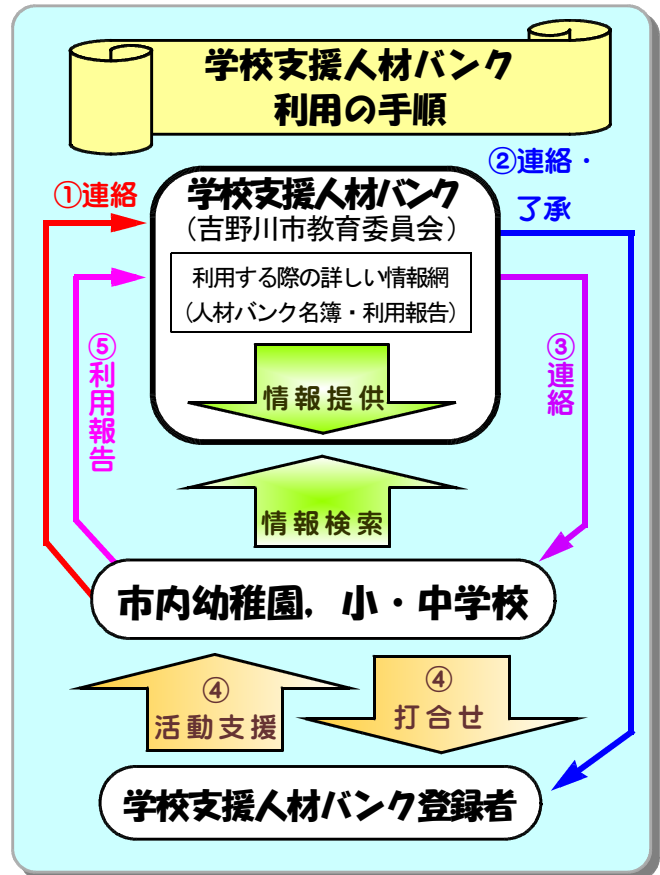 学校支援人材バンク
利用の手順
①連絡
②連絡・
了承
学校支援人材バンク
(吉野川市教育委員会)
利用する際の詳しい情報網
(人材バンク名簿・利用報告)
⑤利用報告
③連絡
情報提供
情報検索
市内幼稚園，小・中学校
④
活動支援
④
打合せ
学校支援人材バンク登録者